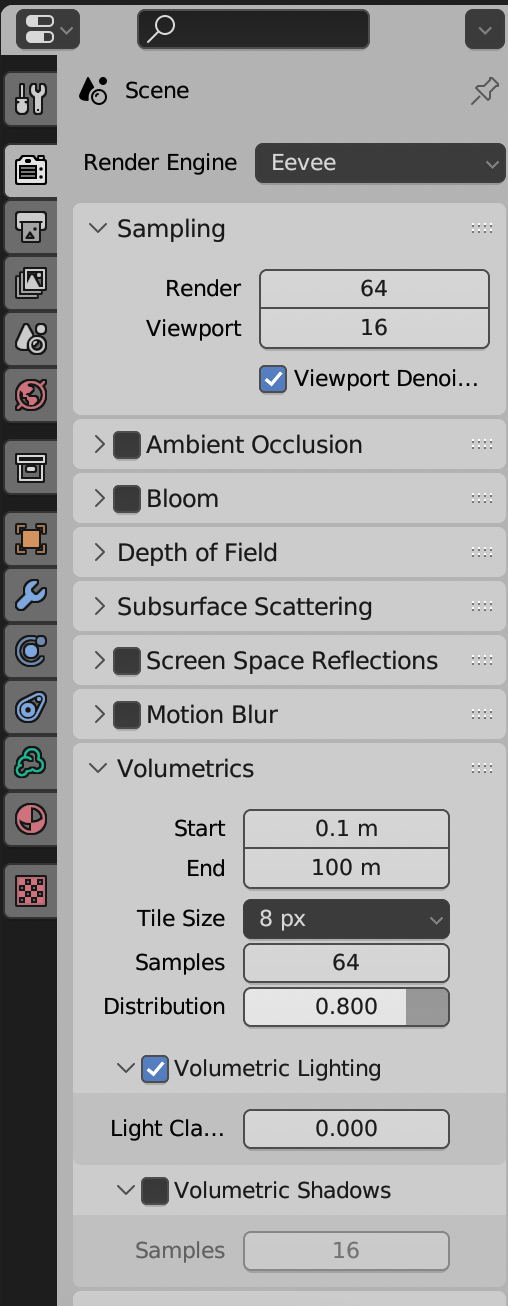 Scene
Render Engine Eevee
Sampling
Render 64
Viewport 16
Viewport Denoi...
Ambient Occlusion
Bloom
Depth of Field
Subsurface Scattering
Screen Space Reflections
Motion Blur
Volumetrics
Start 0.1 m
End 100 m
Tile Size 8 px
Samples 64
Distribution 0.800
Volumetric Lighting
Light Cla... 0.000
Volumetric Shadows
Samples 16